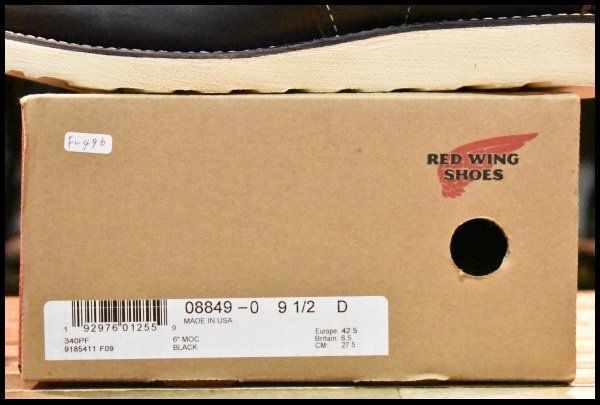 Fu496
RED WING
SHOES
08849-0 9 1/2 D
MADE IN USA
1 92976 01255 9
340PF 6" MOC Europe: 42.5
9185411 F09 BLACK Britain: 8.5
CM: 27.5